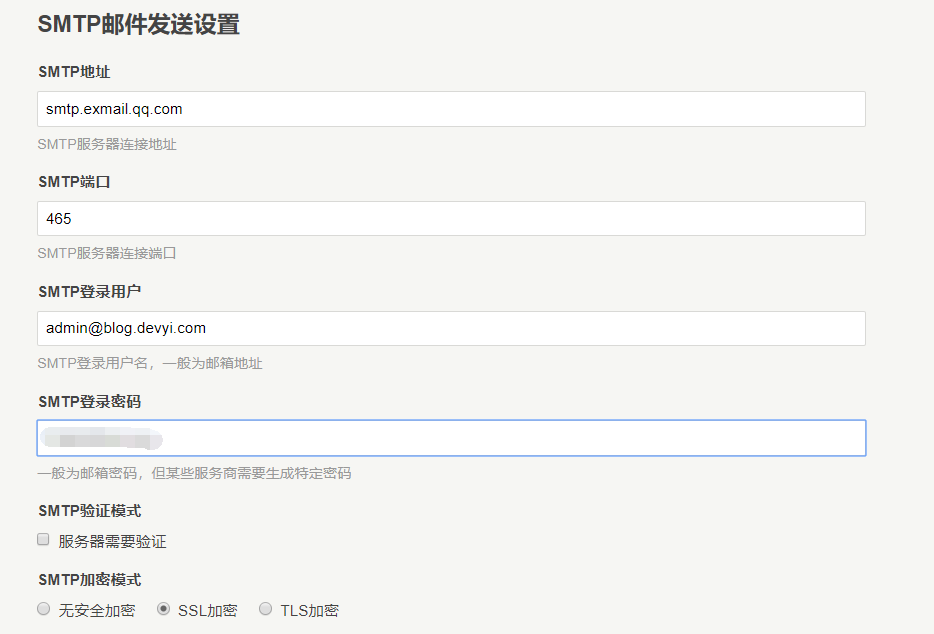 SMTP邮件发送设置
SMTP地址
smtp.exmail.qq.com
SMTP服务器连接地址
SMTP端口
465
SMTP服务器连接端口
SMTP登录用户
admin@blog.devyi.com
SMTP登录用户名，一般为邮箱地址
SMTP登录密码
一般为邮箱密码，但某些服务商需要生成特定密码
SMTP验证模式
服务器需要验证
SMTP加密模式
无安全加密 SSL加密 TLS加密